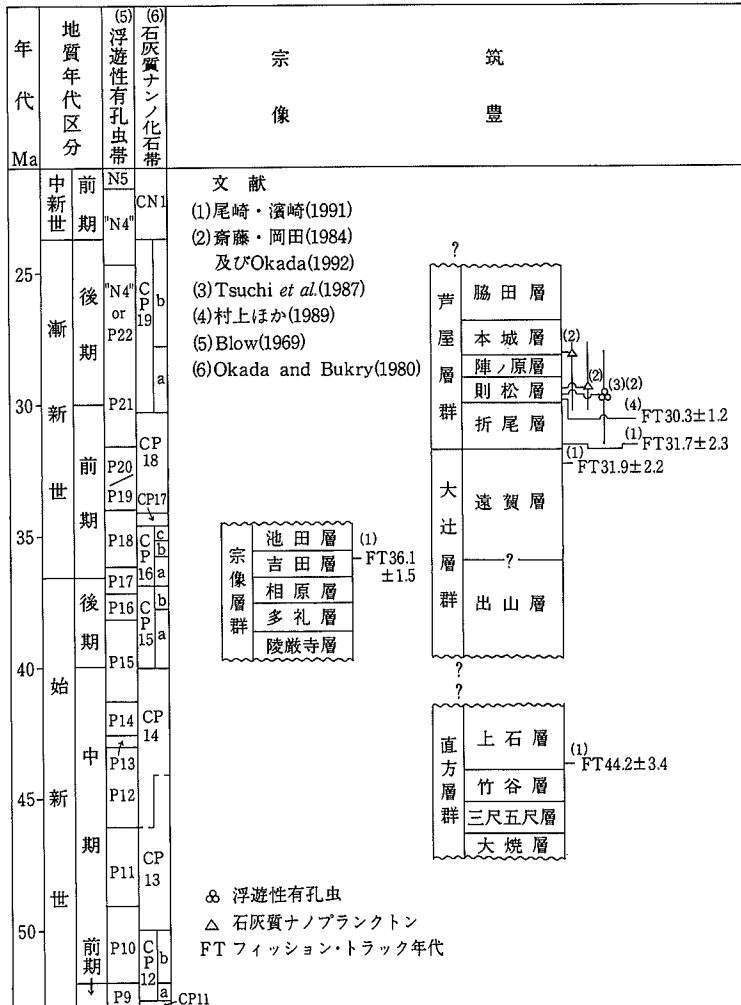 年代
Ma
地質年代区分
(5)
浮遊性有孔虫帯
(6)
石灰質ナンノ化石帯
宗像
筑豊
中新世
前期
漸新世
後期
前期
始新世
後期
中期
前期
25
30
35
40
45
50
N5
"N4"
"N4"
or
P22
P21
P20
P19
P18
P17
P16
P15
P14
P13
P12
P11
P10
P9
CN1
CP19
b
a
CP
18
CP17
CP16
c
b
a
CP15
b
a
CP
14
CP
13
CP12
b
a
CP11
文献
(1)尾崎・濱崎(1991)
(2)斎藤・岡田(1984)
及びOkada(1992)
(3)Tsuchi et al.(1987)
(4)村上ほか(1989)
(5)Blow(1969)
(6)Okada and Bukry(1980)
宗像層群
池田層
吉田層
相原層
多礼層
陵厳寺層
(1)
FT36.1
±1.5
?
芦屋層群
脇田層
本城層
陣ノ原層
則松層
折尾層
(2)
(2)
(3)(2)
(4)
FT30.3±1.2
(1)
FT31.7±2.3
(1)
FT31.9±2.2
大辻層群
遠賀層
?
出山層
?
?
直方層群
上石層
竹谷層
三尺五尺層
大焼層
(1)
FT44.2±3.4
浮遊性有孔虫
石灰質ナノプランクトン
FT フィッション・トラック年代